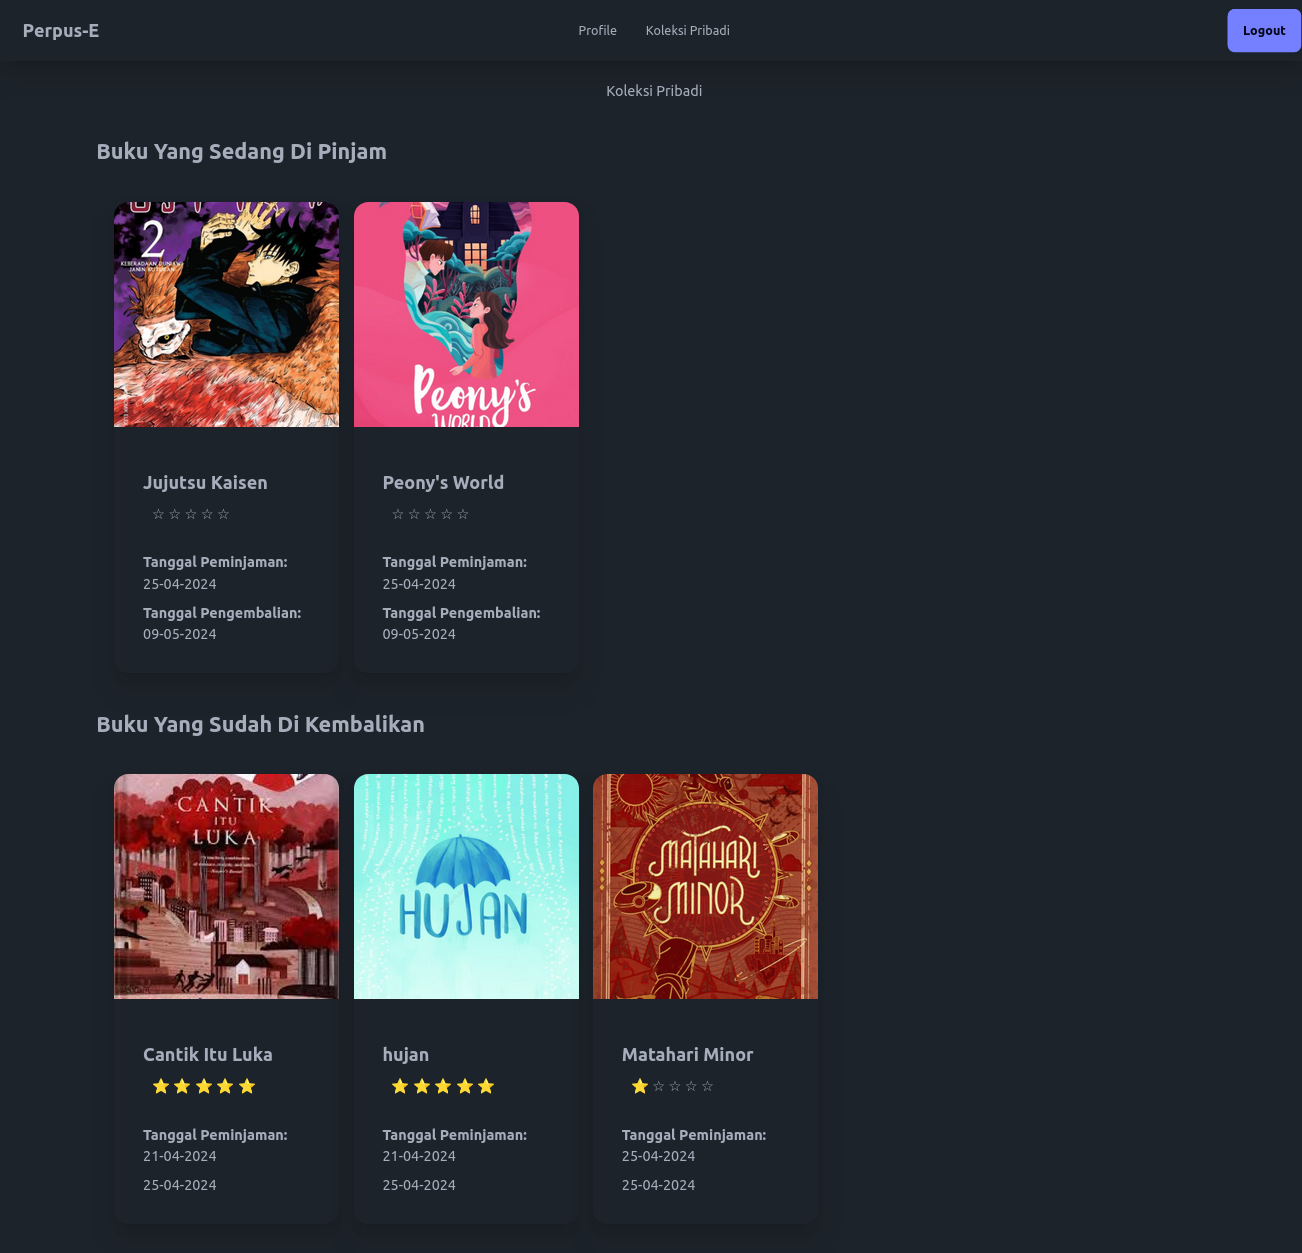 Perpus-E
Profile
Koleksi Pribadi
Logout
Koleksi Pribadi
Buku Yang Sedang Di Pinjam
2
KEBERADAAN DUNIAWI
JANIN KUTUKAN
Peony's
WORLD
Jujutsu Kaisen
☆ ☆ ☆ ☆ ☆
Tanggal Peminjaman:
25-04-2024
Tanggal Pengembalian:
09-05-2024
Peony's World
☆ ☆ ☆ ☆ ☆
Tanggal Peminjaman:
25-04-2024
Tanggal Pengembalian:
09-05-2024
Buku Yang Sudah Di Kembalikan
CANTIK
ITU
LUKA
HUJAN
MATAHARI
MINOR
Cantik Itu Luka
⭐ ⭐ ⭐ ⭐ ⭐
Tanggal Peminjaman:
21-04-2024
25-04-2024
hujan
⭐ ⭐ ⭐ ⭐ ⭐
Tanggal Peminjaman:
21-04-2024
25-04-2024
Matahari Minor
⭐ ☆ ☆ ☆ ☆
Tanggal Peminjaman:
25-04-2024
25-04-2024